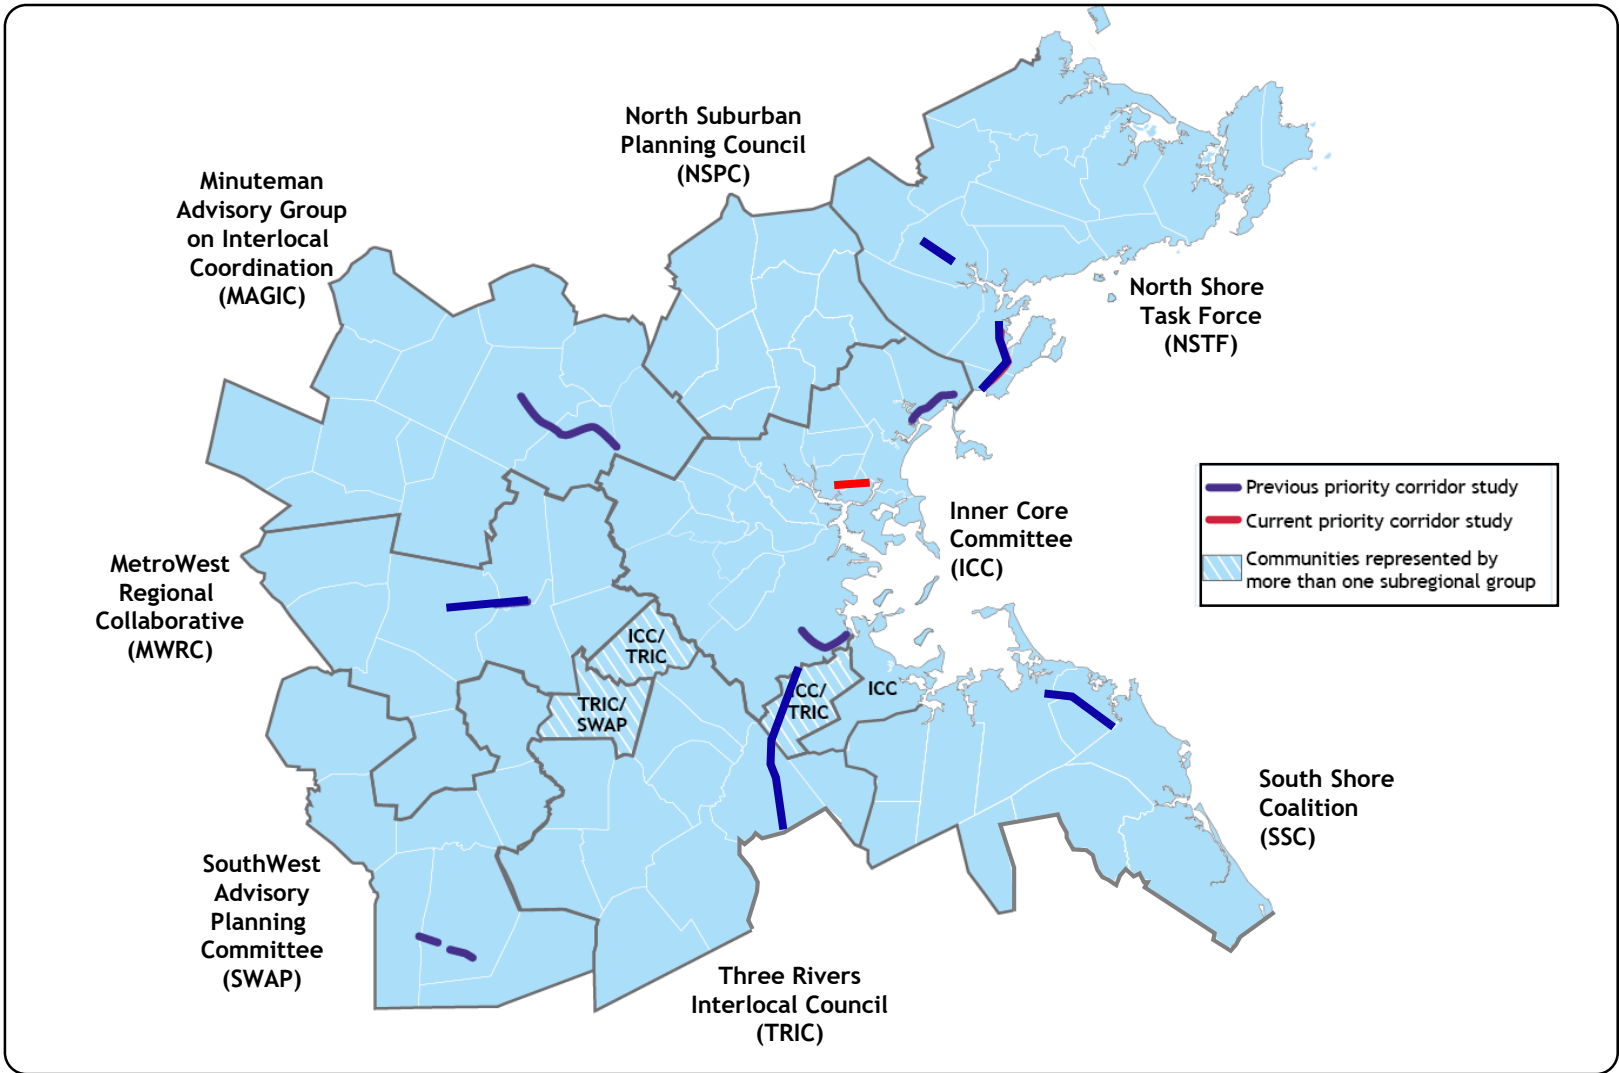 North Suburban
Planning Council
(NSPC)
Minuteman
Advisory Group
on Interlocal
Coordination
(MAGIC)
North Shore
Task Force
(NSTF)
Inner Core
Committee
(ICC)
Previous priority corridor study
Current priority corridor study
Communities represented by
more than one subregional group
MetroWest
Regional
Collaborative
(MWRC)
ICC/
TRIC
TRIC/
SWAP
ICC/
TRIC
ICC
South Shore
Coalition
(SSC)
SouthWest
Advisory
Planning
Committee
(SWAP)
Three Rivers
Interlocal Council
(TRIC)